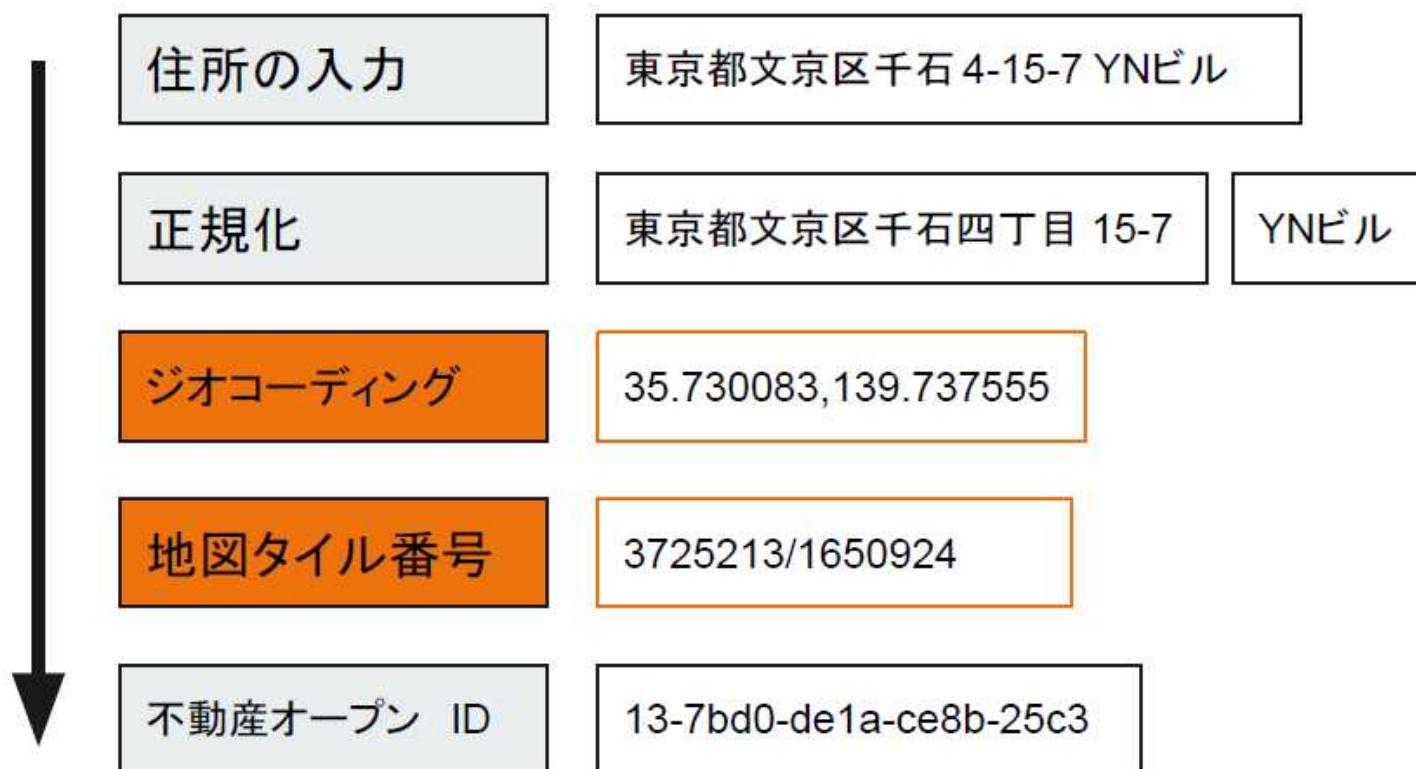 住所の入力 東京都文京区千石 4-15-7 YNビル
正規化 東京都文京区千石四丁目 15-7 YNビル
ジオコーディング 35.730083,139.737555
地図タイル番号 3725213/1650924
不動産オープン ID 13-7bd0-de1a-ce8b-25c3